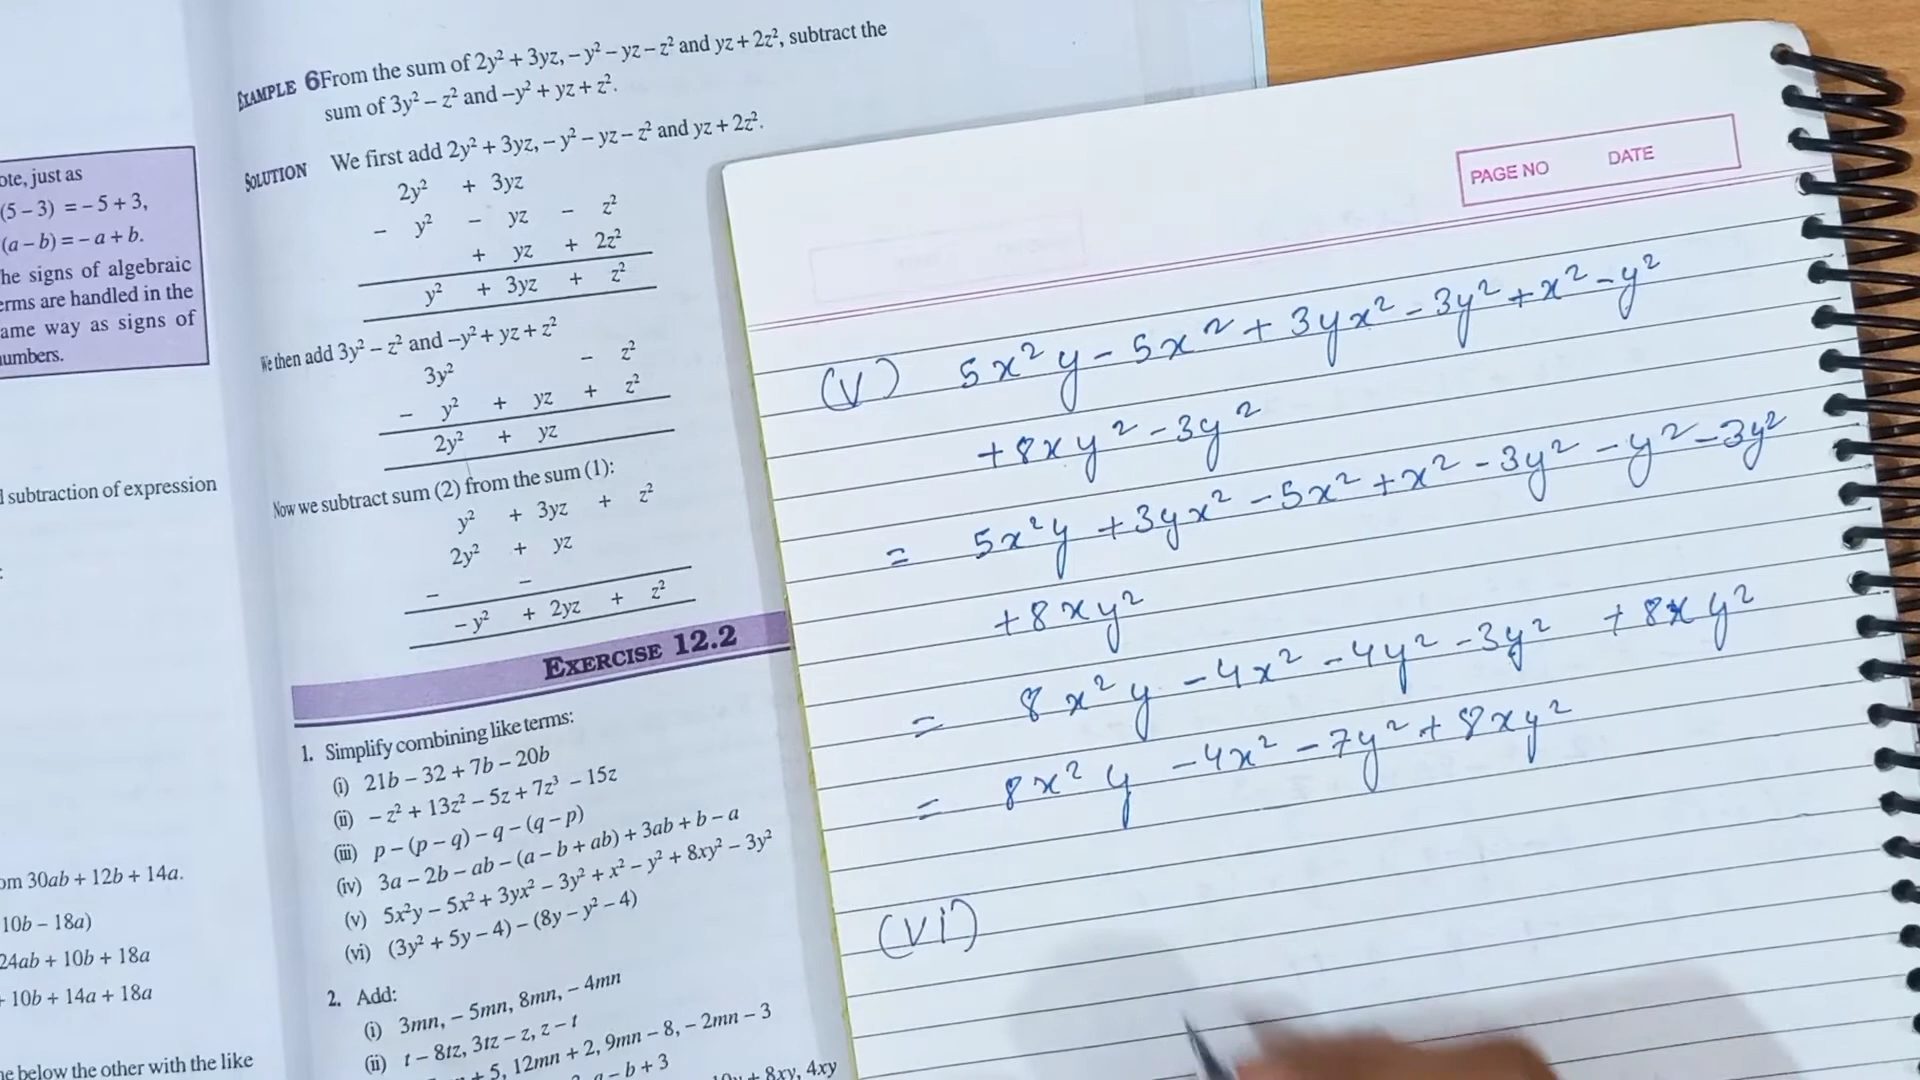 EXAMPLE 6 From the sum of 2y² + 3yz, – y² – yz – z² and yz + 2z², subtract the
sum of 3y² – z² and –y² + yz + z².
SOLUTION We first add 2y² + 3yz, – y² – yz – z² and yz + 2z².
2y² + 3yz
– y² – yz – z²
+ yz + 2z²
y² + 3yz + z²
We then add 3y² – z² and –y² + yz + z²
3y² – z²
– y² + yz + z²
2y² + yz
Now we subtract sum (2) from the sum (1):
y² + 3yz + z²
2y² + yz
– –
– y² + 2yz + z²
EXERCISE 12.2
1. Simplify combining like terms:
(i) 21b – 32 + 7b – 20b
(ii) – z² + 13z² – 5z + 7z³ – 15z
(iii) p – (p – q) – q – (q – p)
(iv) 3a – 2b – ab – (a – b + ab) + 3ab + b – a
(v) 5x²y – 5x² + 3yx² – 3y² + x² – y² + 8xy² – 3y²
(vi) (3y² + 5y – 4) – (8y – y² – 4)
2. Add:
(i) 3mn, – 5mn, 8mn, – 4mn
(ii) t – 8tz, 3tz – z, z – t
+ 5, 12mn + 2, 9mn – 8, – 2mn – 3
a – b + 3
+ 8xy, 4xy
just as
(5 – 3) = – 5 + 3,
(a – b) = – a + b.
signs of algebraic
are handled in the
way as signs of
subtraction of expression
30ab + 12b + 14a.
10b – 18a)
24ab + 10b + 18a
+ 10b + 14a + 18a
below the other with the like
PAGE NO DATE
(V) 5x²y – 5x² + 3yx² – 3y² + x² – y²
+ 8xy² – 3y²
= 5x²y + 3yx² – 5x² + x² – 3y² – y² – 3y²
+ 8xy²
= 8x²y – 4x² – 4y² – 3y² + 8xy²
= 8x²y – 4x² – 7y² + 8xy²
(vi)